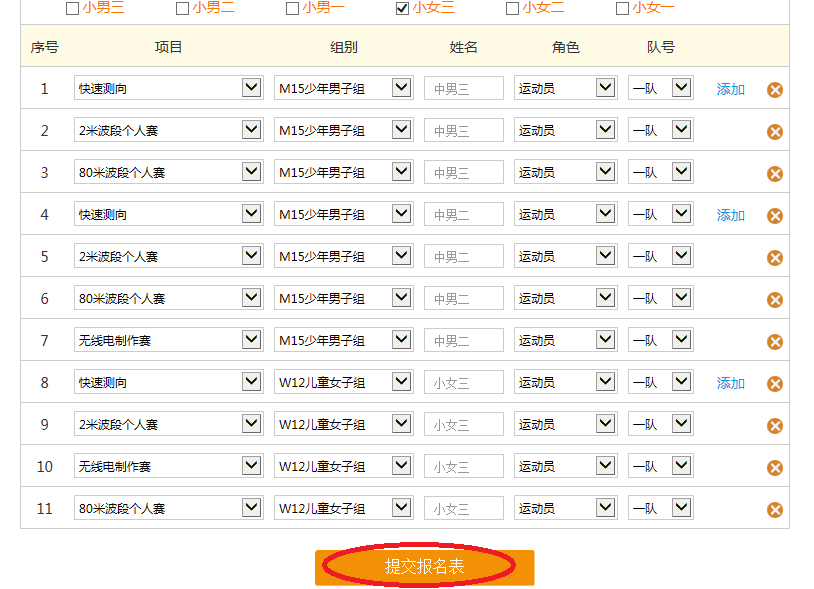 小男三 小男二 小男一 小女三 小女二 小女一
序号 项目 组别 姓名 角色 队号
1 快速测向 M15少年男子组 中男三 运动员 一队 添加
2 2米波段个人赛 M15少年男子组 中男三 运动员 一队
3 80米波段个人赛 M15少年男子组 中男三 运动员 一队
4 快速测向 M15少年男子组 中男二 运动员 一队 添加
5 2米波段个人赛 M15少年男子组 中男二 运动员 一队
6 80米波段个人赛 M15少年男子组 中男二 运动员 一队
7 无线电制作赛 M15少年男子组 中男二 运动员 一队
8 快速测向 W12儿童女子组 小女三 运动员 一队 添加
9 2米波段个人赛 W12儿童女子组 小女三 运动员 一队
10 无线电制作赛 W12儿童女子组 小女三 运动员 一队
11 80米波段个人赛 W12儿童女子组 小女三 运动员 一队
提交报名表